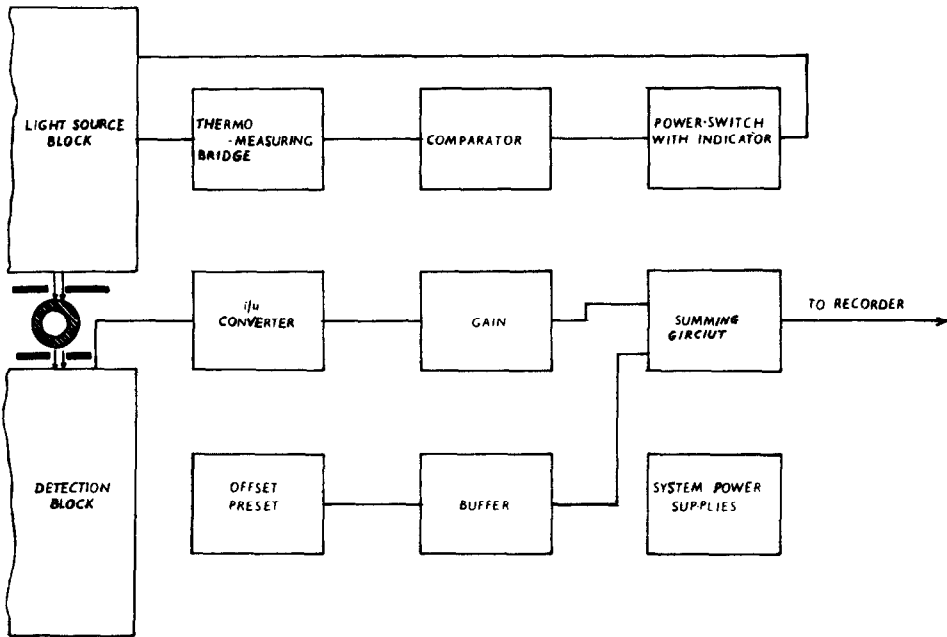 LIGHT SOURCE
BLOCK
THERMO
-MEASURING
BRIDGE
COMPARATOR
POWER-SWITCH
WITH INDICATOR
i/u
CONVERTER
GAIN
SUMMING
GIRCIUT
TO RECORDER
DETECTION
BLOCK
OFFSET
PRESET
BUFFER
SYSTEM POWER
SUPPLIES